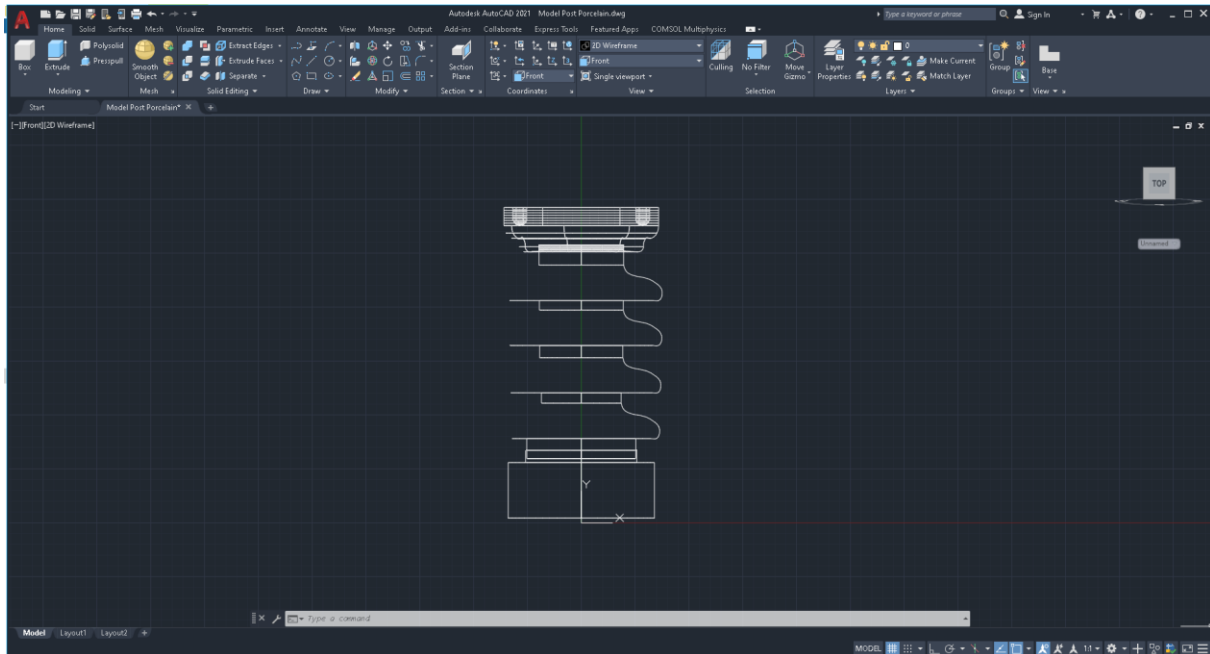 Autodesk AutoCAD 2021 Model Post Porcelain.dwg
Type a keyword or phrase
Sign In
Home Solid Surface Mesh Visualize Parametric Insert Annotate View Manage Output Add-ins Collaborate Express Tools Featured Apps COMSOL Multiphysics
Box
Extrude
Polysolid
Presspull
Smooth Object
Extract Edges
Extrude Faces
Separate
Section Plane
Front
2D Wireframe
Front
Single viewport
Culling
No Filter
Move Gizmo
Layer Properties
0
Make Current
Match Layer
Group
Base
Modeling
Mesh
Solid Editing
Draw
Modify
Section
Coordinates
View
Selection
Layers
Groups
View
Start
Model Post Porcelain*
[-][Front][2D Wireframe]
TOP
Unnamed
Y
X
Type a command
Model Layout1 Layout2 +
MODEL
1:1